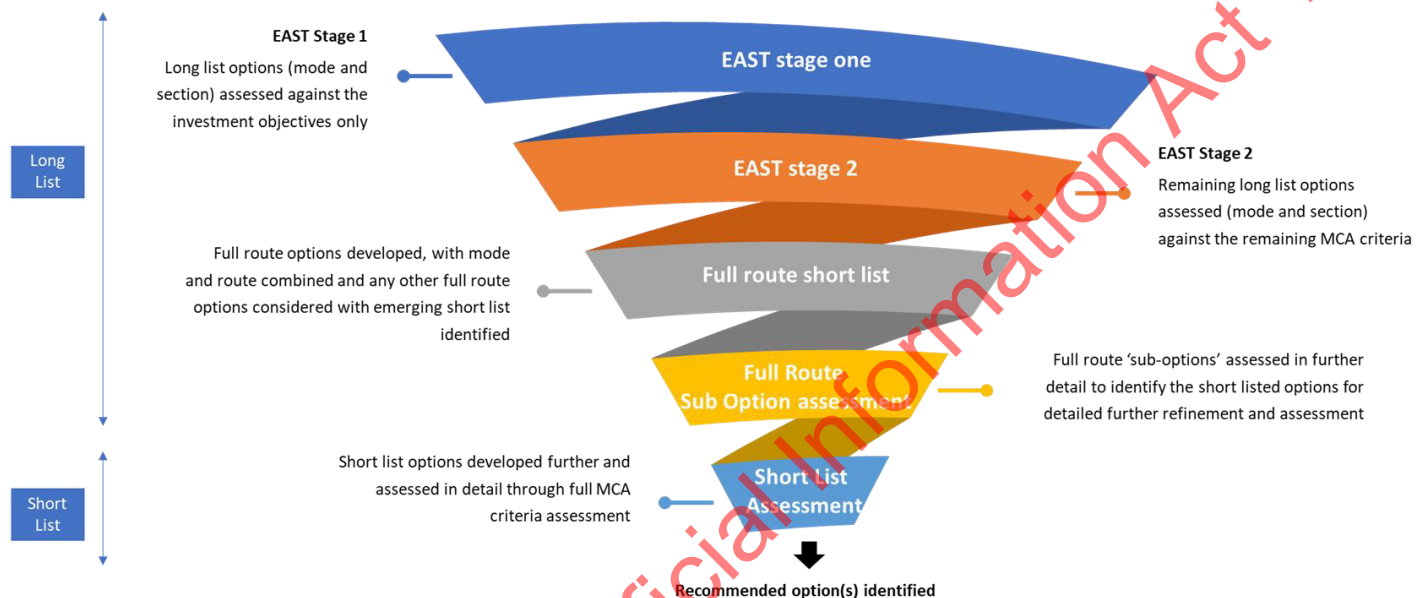 EAST Stage 1
Long list options (mode and
section) assessed against the
investment objectives only
EAST stage one
Long
List
EAST stage 2
EAST Stage 2
Remaining long list options
assessed (mode and section)
against the remaining MCA criteria
Full route options developed, with mode
and route combined and any other full route
options considered with emerging short list
identified
Full route short list
Full Route
Sub Option assessment
Full route ‘sub-options’ assessed in further
detail to identify the short listed options for
detailed further refinement and assessment
Short List
Assessment
Short list options developed further and
assessed in detail through full MCA
criteria assessment
Short
List
Recommended option(s) identified
ficial Information Act